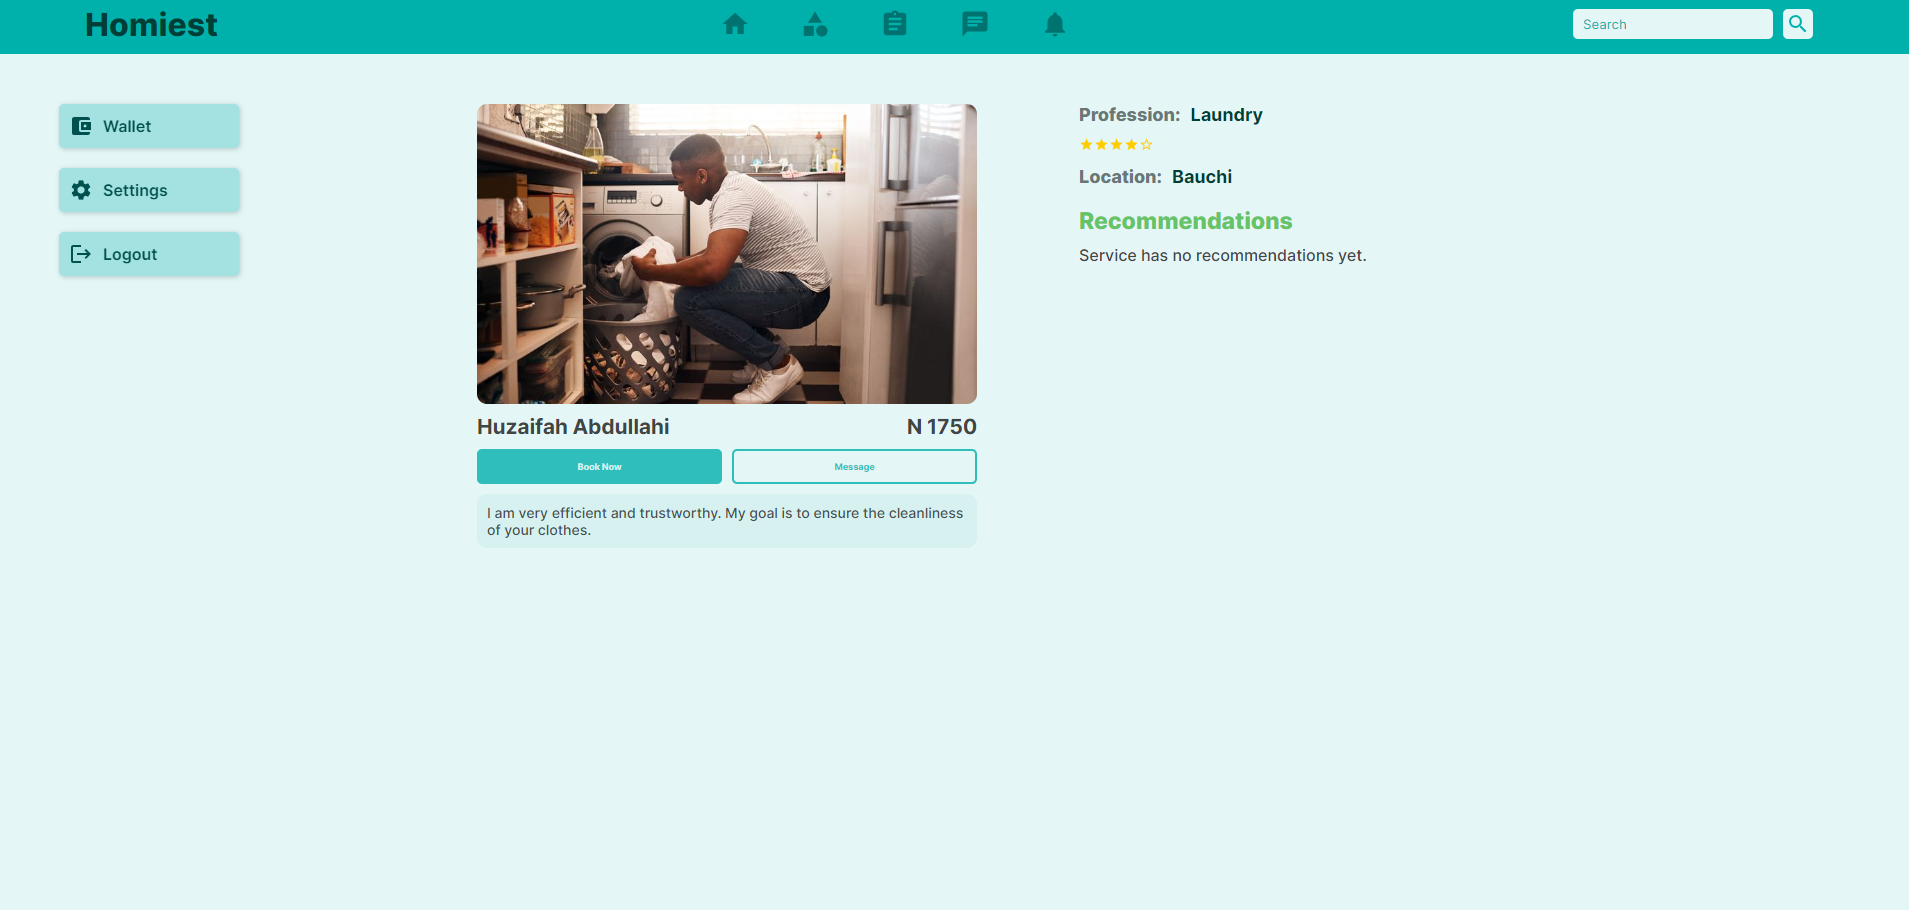 Homiest
Search
Wallet
Settings
Logout
Huzaifah Abdullahi
N 1750
Book Now
Message
I am very efficient and trustworthy. My goal is to ensure the cleanliness
of your clothes.
Profession: Laundry
Location: Bauchi
Recommendations
Service has no recommendations yet.